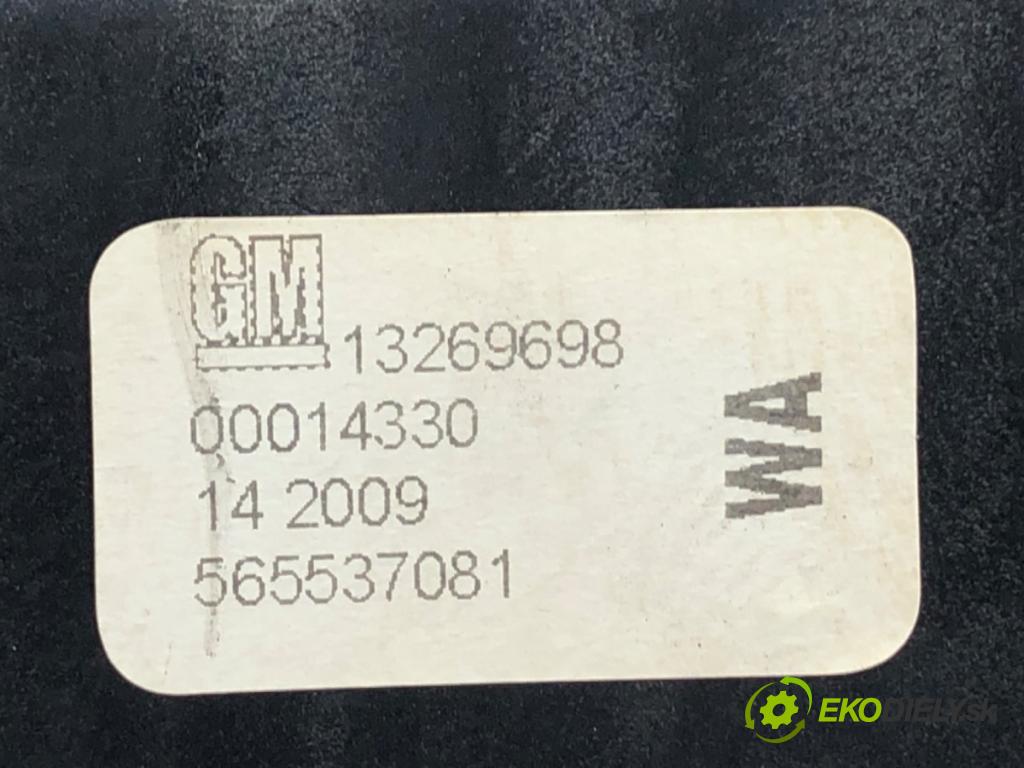 GM 13269698
00014330
14 2009
565537081
WA
EKODIELY.sk